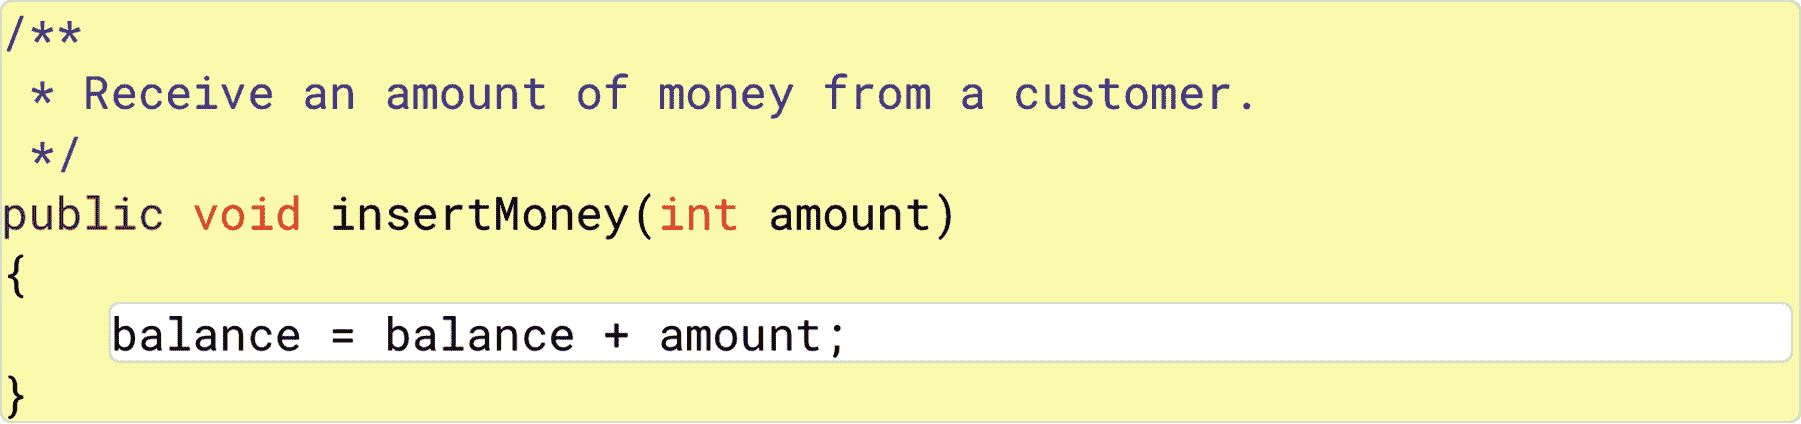 /**
 * Receive an amount of money from a customer.
 */
public void insertMoney(int amount)
{
    balance = balance + amount;
}